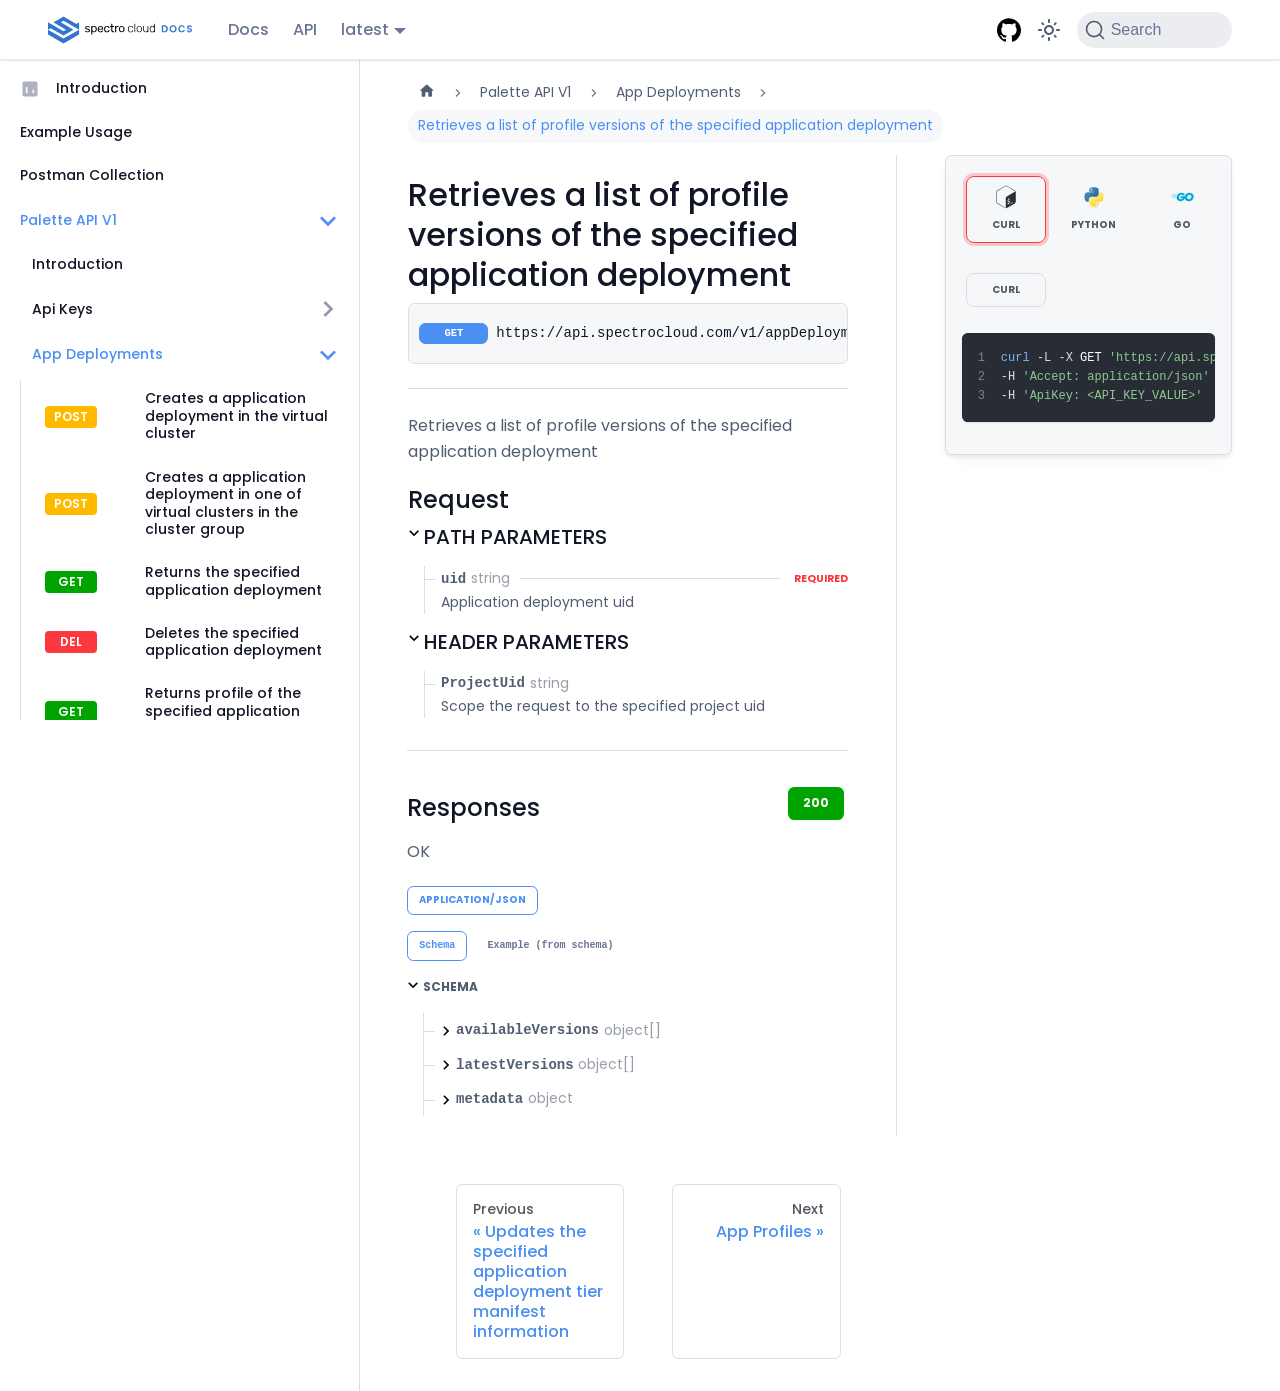 spectro cloud DOCS
Docs
API
latest
Search
Introduction
Example Usage
Postman Collection
Palette API V1
Introduction
Api Keys
App Deployments
POST
Creates a application
deployment in the virtual
cluster
POST
Creates a application
deployment in one of
virtual clusters in the
cluster group
GET
Returns the specified
application deployment
DEL
Deletes the specified
application deployment
GET
Returns profile of the
specified application
Palette API V1
App Deployments
Retrieves a list of profile versions of the specified application deployment
Retrieves a list of profile
versions of the specified
application deployment
GET
https://api.spectrocloud.com/v1/appDeploym
Retrieves a list of profile versions of the specified
application deployment
Request
PATH PARAMETERS
uid string
REQUIRED
Application deployment uid
HEADER PARAMETERS
ProjectUid string
Scope the request to the specified project uid
Responses
200
OK
APPLICATION/JSON
Schema
Example (from schema)
SCHEMA
availableVersions object[]
latestVersions object[]
metadata object
CURL
PYTHON
GO
CURL
1 curl -L -X GET 'https://api.sp
2 -H 'Accept: application/json'
3 -H 'ApiKey: <API_KEY_VALUE>'
Previous
« Updates the
specified
application
deployment tier
manifest
information
Next
App Profiles »